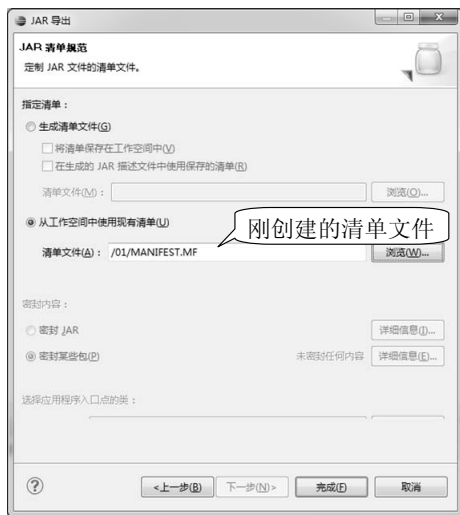 JAR 导出
JAR 清单规范
定制 JAR 文件的清单文件。
指定清单：
生成清单文件(G)
将清单保存在工作空间中(V)
在生成的 JAR 描述文件中使用保存的清单(R)
清单文件(M)： 浏览(O)...
从工作空间中使用现有清单(U)
刚创建的清单文件
清单文件(A)： /01/MANIFEST.MF 浏览(W)...
密封内容：
密封 JAR 详细信息(I)...
密封某些包(P) 未密封任何内容 详细信息(E)...
选择应用程序入口点的类：
<上一步(B) 下一步(N)> 完成(F) 取消